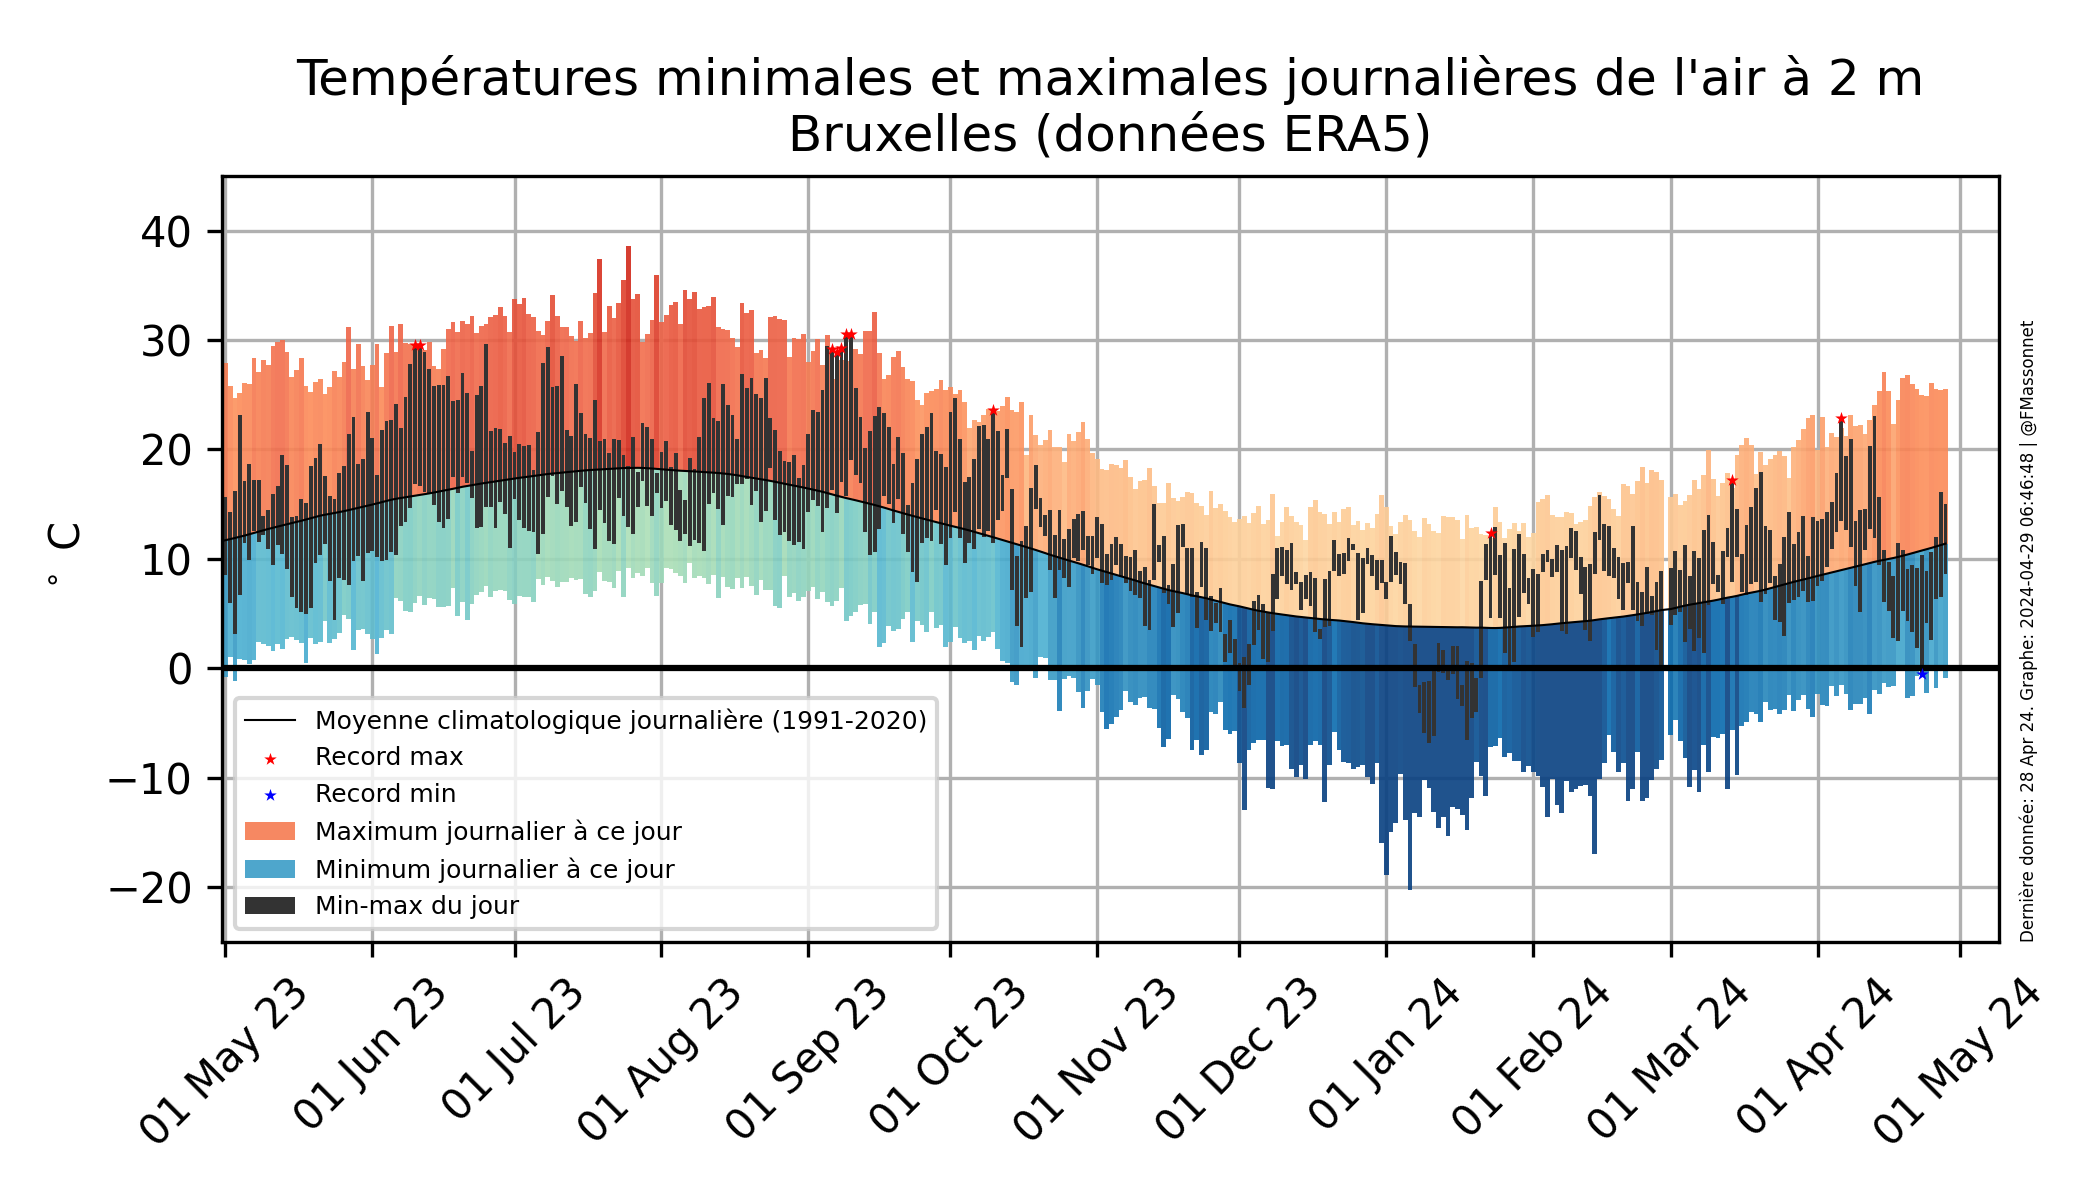 Températures minimales et maximales journalières de l'air à 2 m
Bruxelles (données ERA5)
° C
40
30
20
10
0
−10
−20
Moyenne climatologique journalière (1991-2020)
Record max
Record min
Maximum journalier à ce jour
Minimum journalier à ce jour
Min-max du jour
01 May 23
01 Jun 23
01 Jul 23
01 Aug 23
01 Sep 23
01 Oct 23
01 Nov 23
01 Dec 23
01 Jan 24
01 Feb 24
01 Mar 24
01 Apr 24
01 May 24
Dernière donnée: 28 Apr 24. Graphe: 2024-04-29 06:46:48 | @FMassonnet